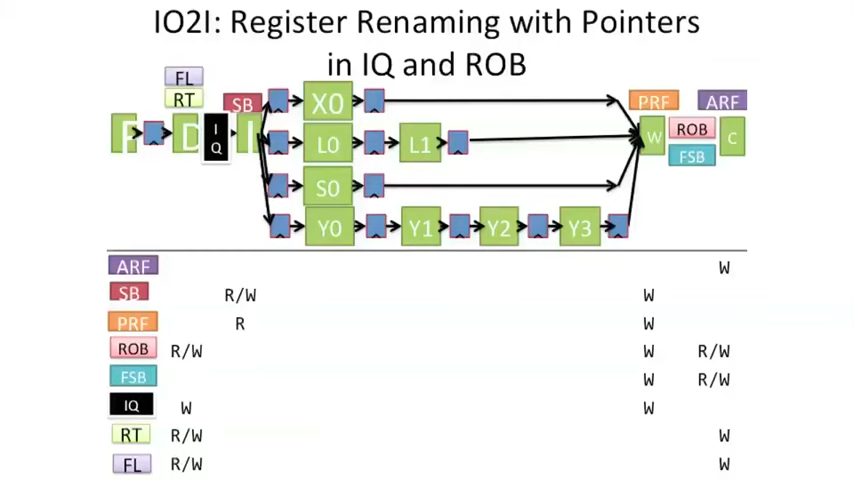 IO2I: Register Renaming with Pointers
in IQ and ROB
FL
RT
SB
X0
PRF
ARF
F
D
I
Q
I
L0
L1
W
ROB
C
FSB
S0
Y0
Y1
Y2
Y3
ARF W
SB R/W W
PRF R W
ROB R/W W R/W
FSB W R/W
IQ W W
RT R/W W
FL R/W W